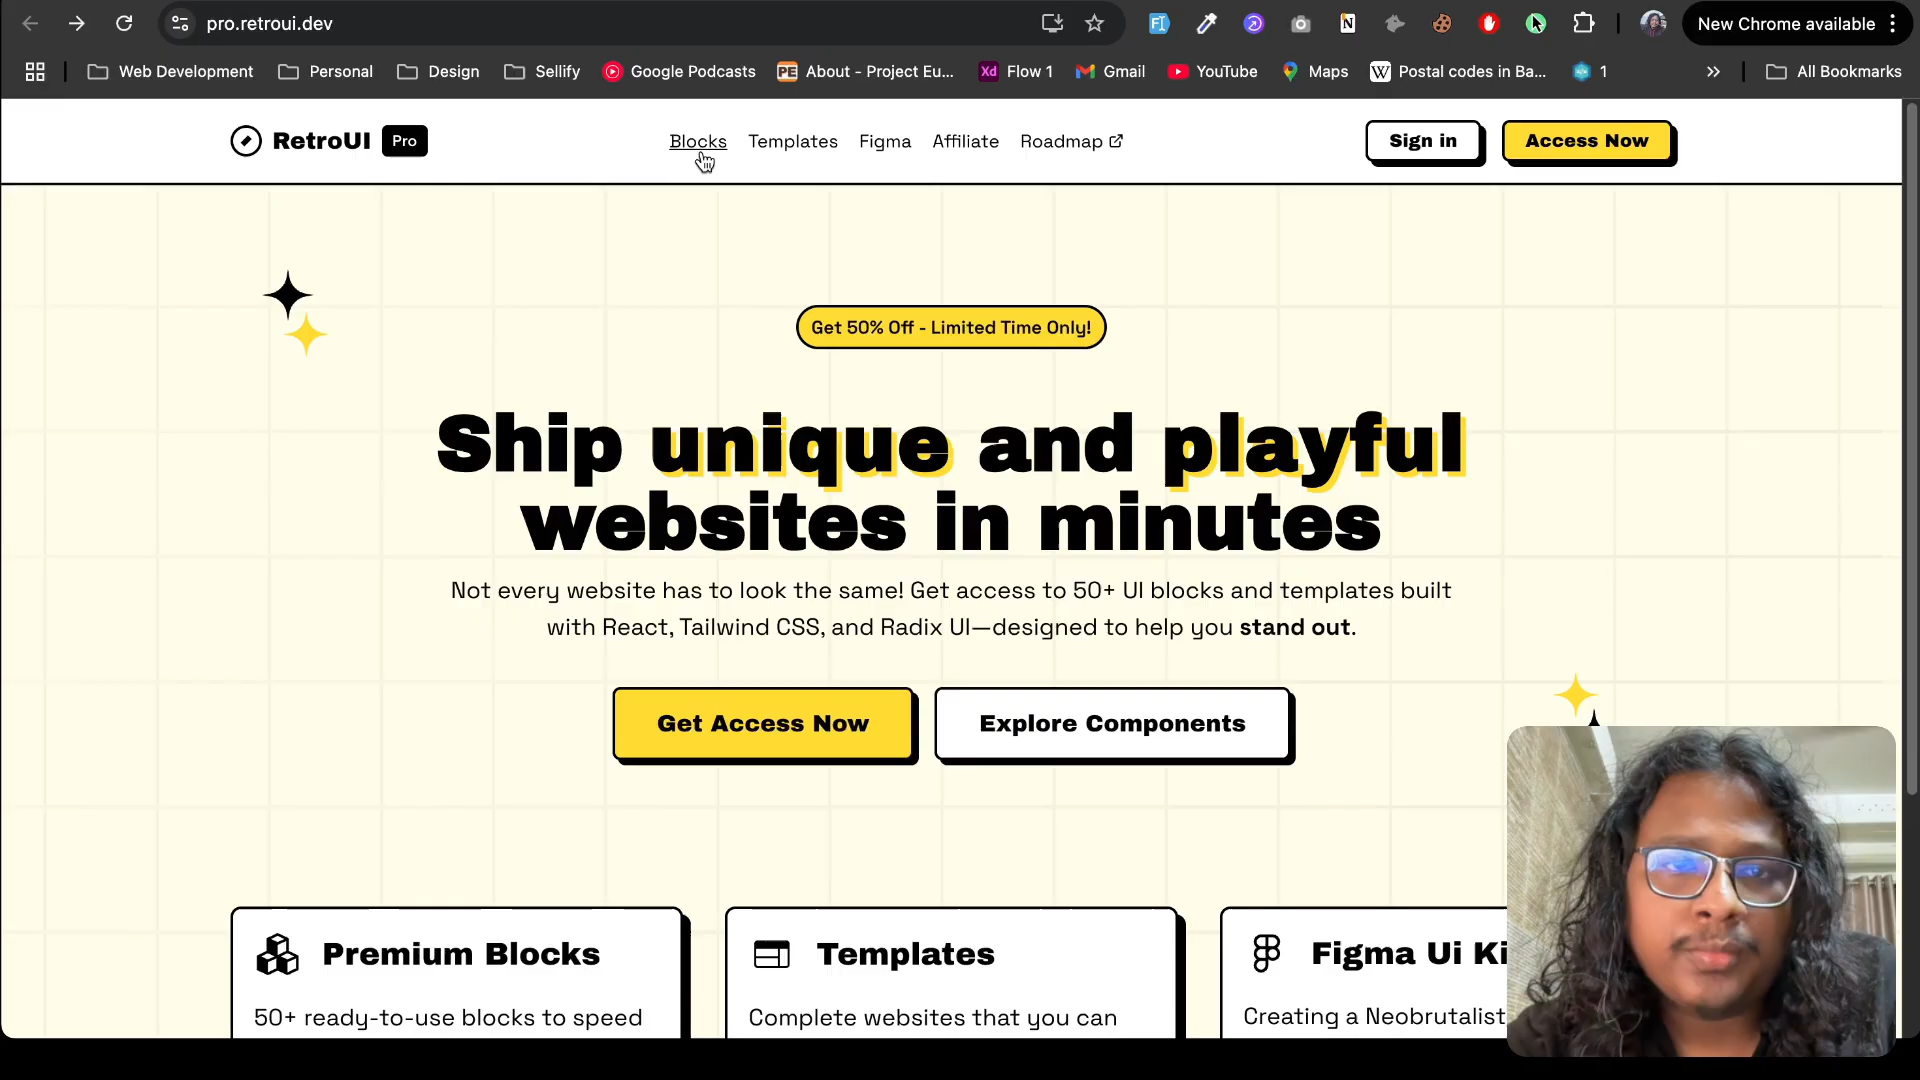 pro.retroui.dev
New Chrome available
Web Development
Personal
Design
Sellify
Google Podcasts
PE
About - Project Eu...
Xd
Flow 1
Gmail
YouTube
Maps
W
Postal codes in Ba...
1
All Bookmarks
RetroUI
Pro
Blocks
Templates
Figma
Affiliate
Roadmap
Sign in
Access Now
Get 50% Off - Limited Time Only!
Ship unique and playful
websites in minutes
Not every website has to look the same! Get access to 50+ UI blocks and templates built
with React, Tailwind CSS, and Radix UI—designed to help you stand out.
Get Access Now
Explore Components
Premium Blocks
50+ ready-to-use blocks to speed
Templates
Complete websites that you can
Figma Ui Ki
Creating a Neobrutalist